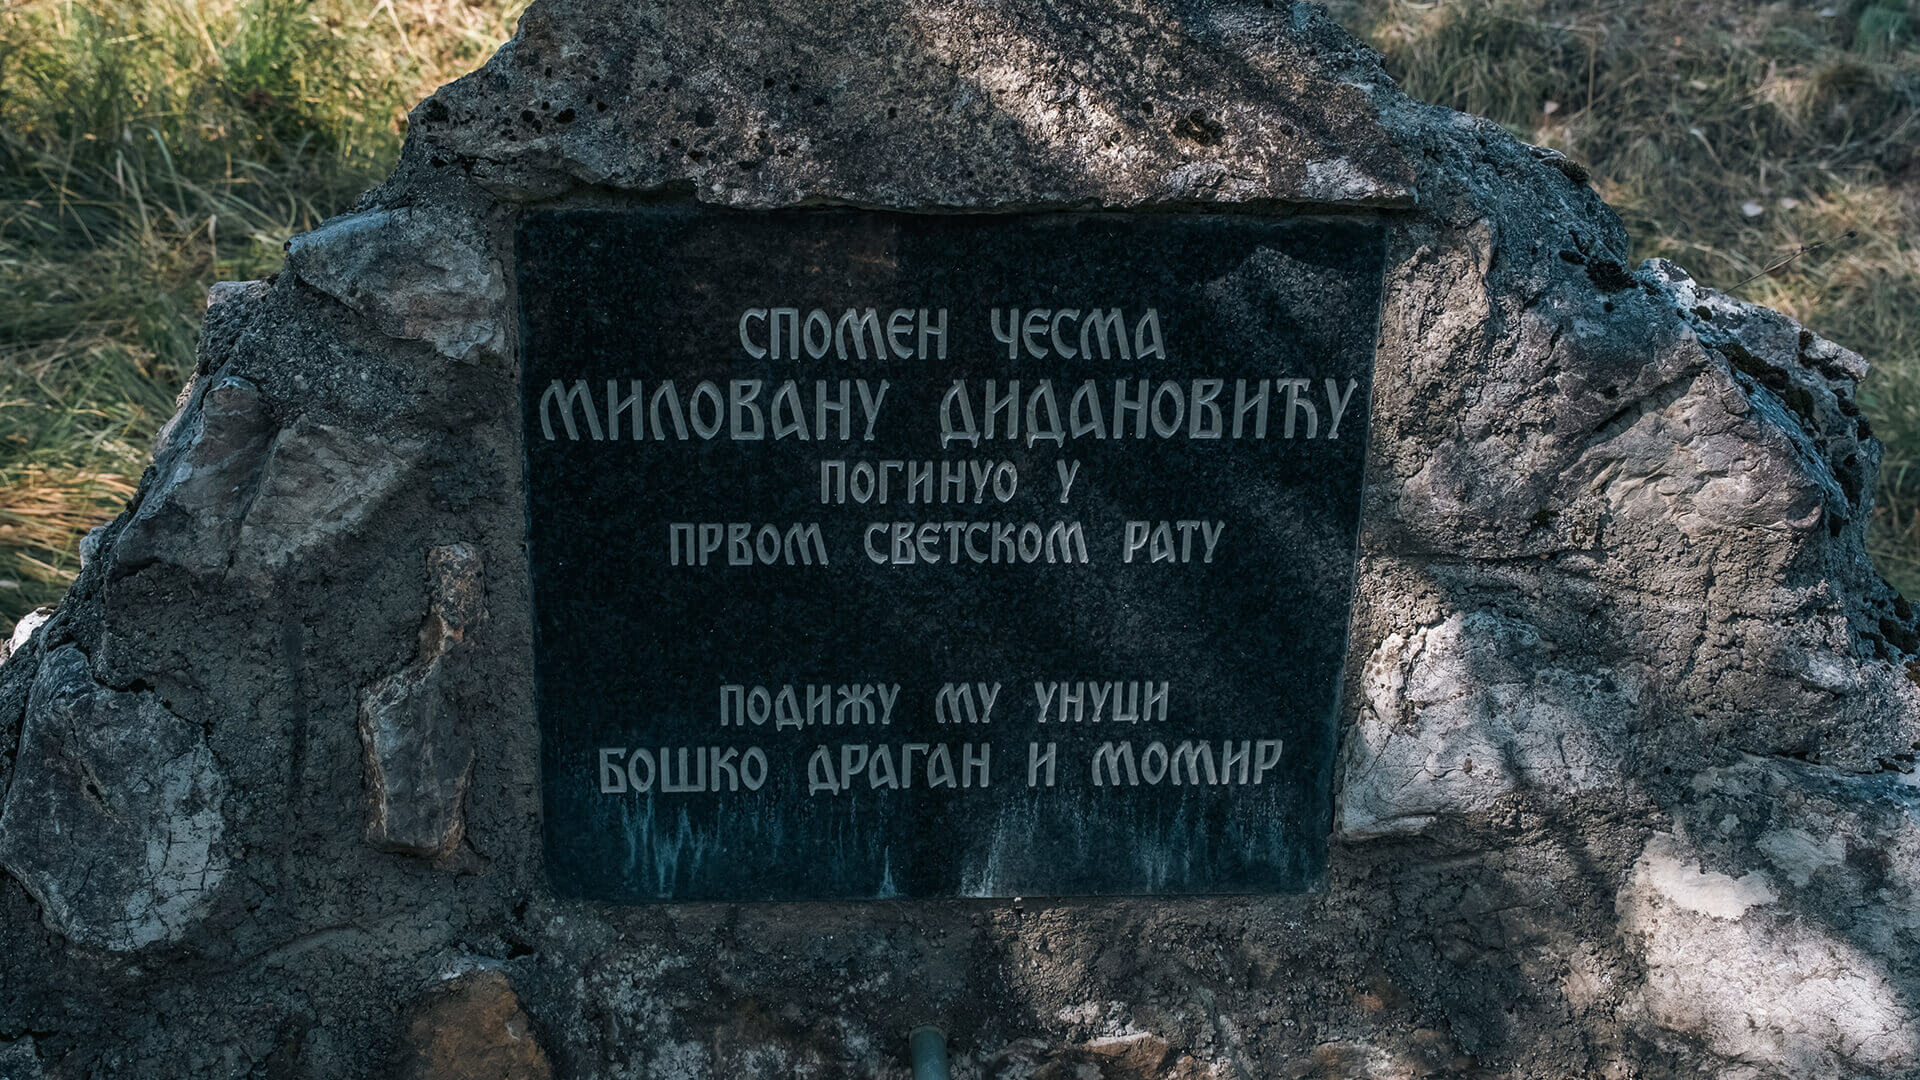 СПОМЕН ЧЕСМА
МИЛОВАНУ ДИДАНОВИЋУ
ПОГИНУО У
ПРВОМ СВЕТСКОМ РАТУ
ПОДИЖУ МУ УНУЦИ
БОШКО ДРАГАН И МОМИР